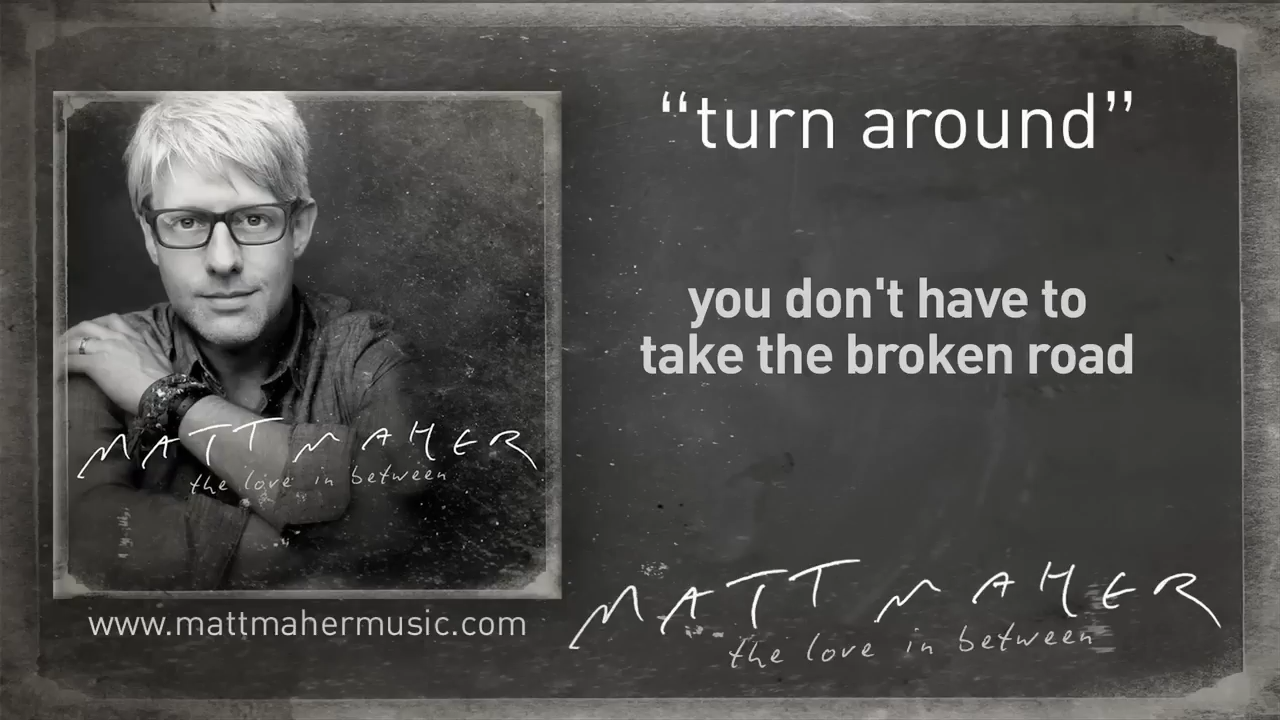 MATT MAHER
the love in between
www.mattmahermusic.com
“turn around”
you don't have to
take the broken road
MATT MAHER
the love in between